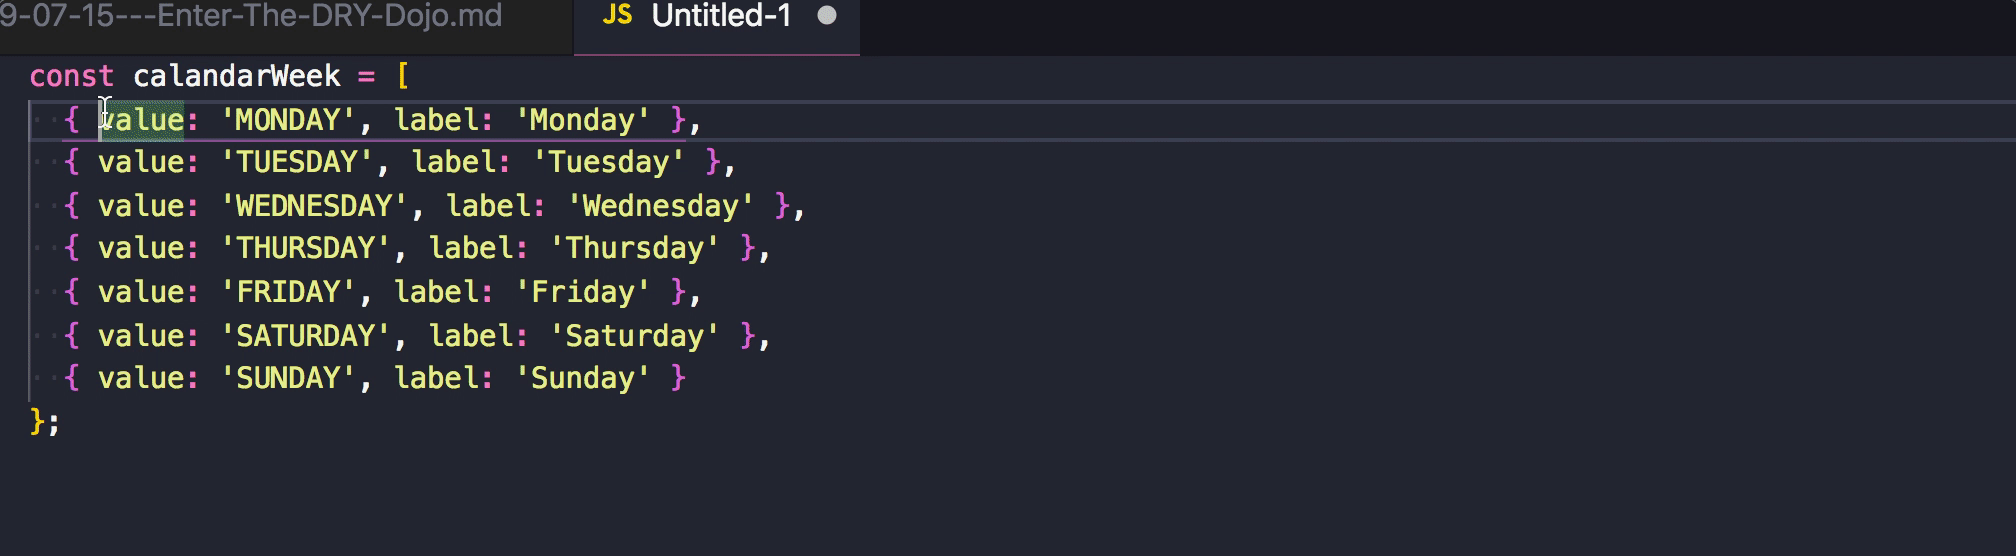 9-07-15---Enter-The-DRY-Dojo.md JS Untitled-1
const calandarWeek = [
{ value: 'MONDAY', label: 'Monday' },
{ value: 'TUESDAY', label: 'Tuesday' },
{ value: 'WEDNESDAY', label: 'Wednesday' },
{ value: 'THURSDAY', label: 'Thursday' },
{ value: 'FRIDAY', label: 'Friday' },
{ value: 'SATURDAY', label: 'Saturday' },
{ value: 'SUNDAY', label: 'Sunday' }
};